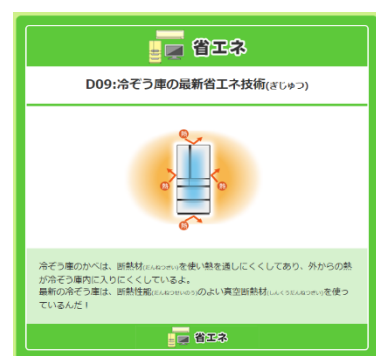 省エネ
D09:冷ぞう庫の最新省エネ技術(ぎじゅつ)
熱
熱
熱
熱
冷ぞう庫のかべは、断熱材(だんねつざい)を使い熱を通しにくくしてあり、外からの熱
が冷ぞう庫内に入りにくくしているよ。
最新の冷ぞう庫は、断熱性能(だんねつせいのう)のよい真空断熱材(しんくうだんねつざい)を使っ
ているんだ！
省エネ